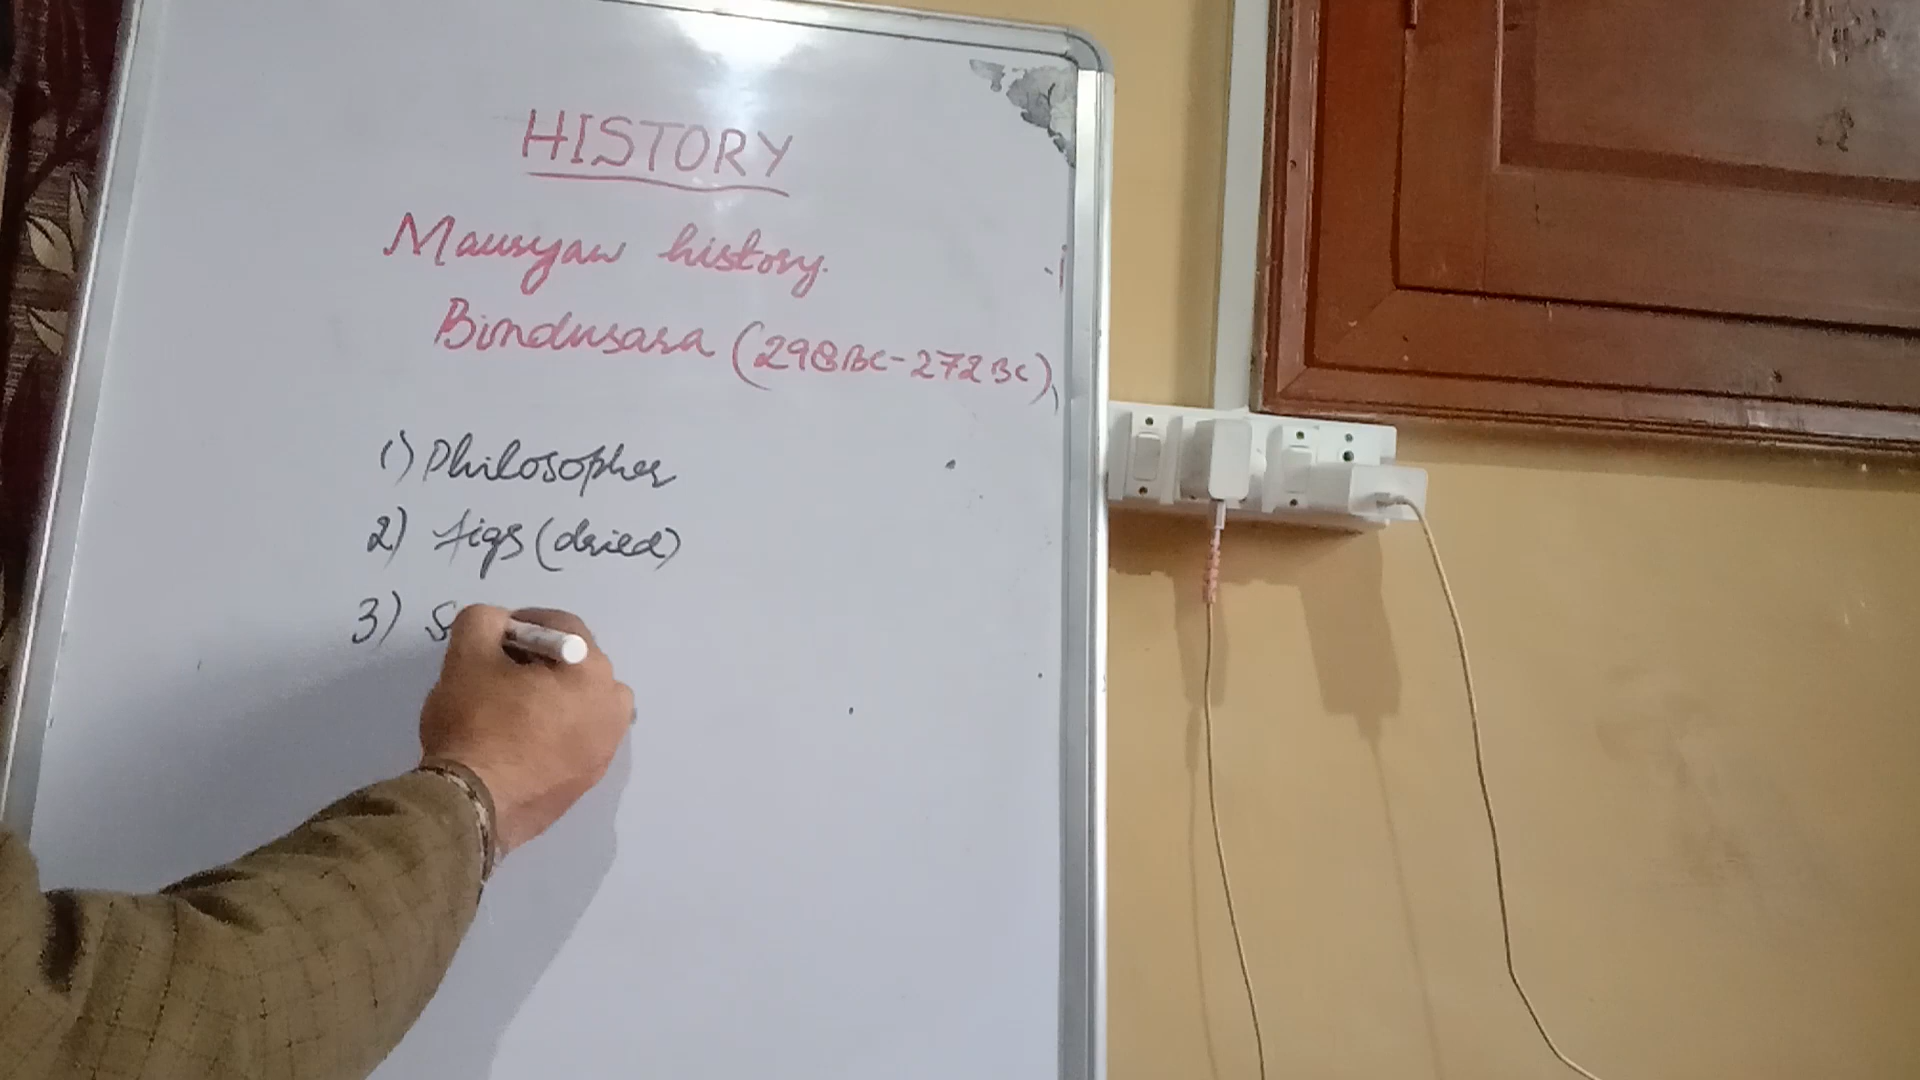 HISTORY
Mauryan history.
Bindusara (298BC-272BC)
1) Philosopher
2) figs (dried)
3) S